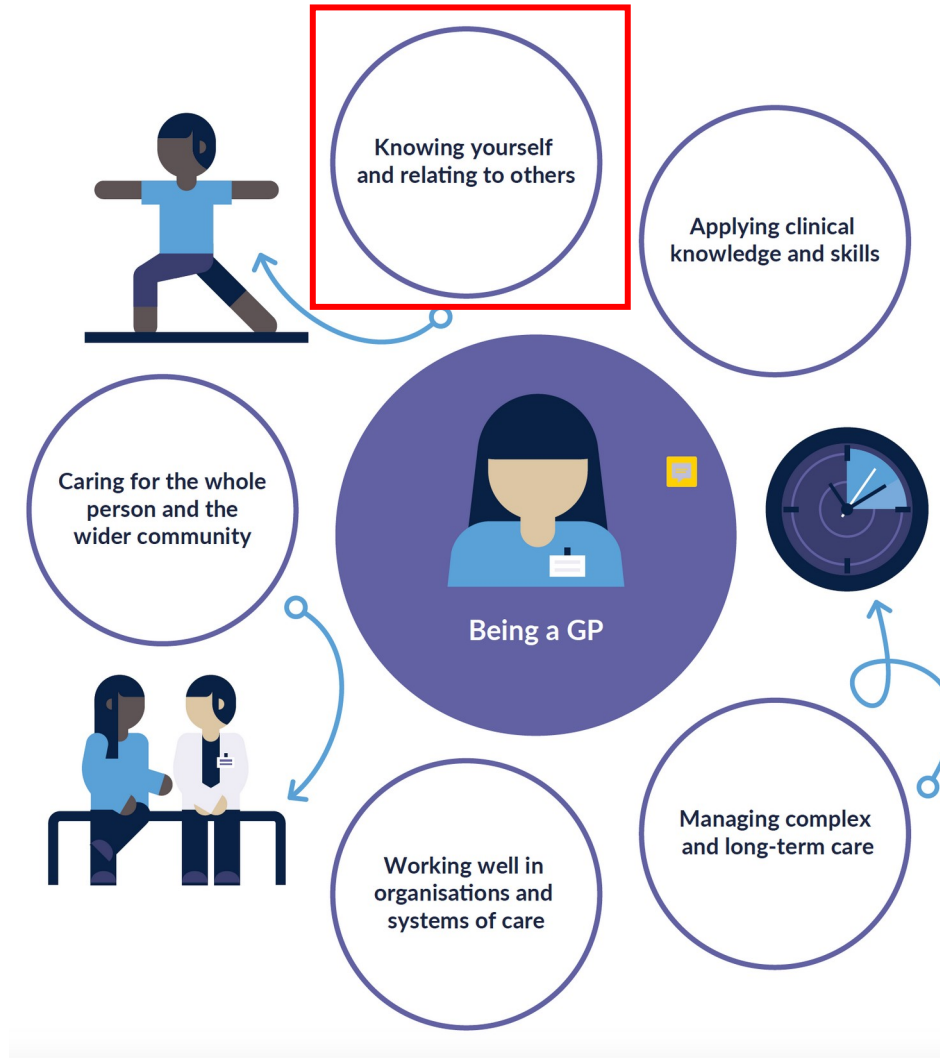 Knowing yourself
and relating to others
Applying clinical
knowledge and skills
Caring for the whole
person and the
wider community
Being a GP
Managing complex
and long-term care
Working well in
organisations and
systems of care